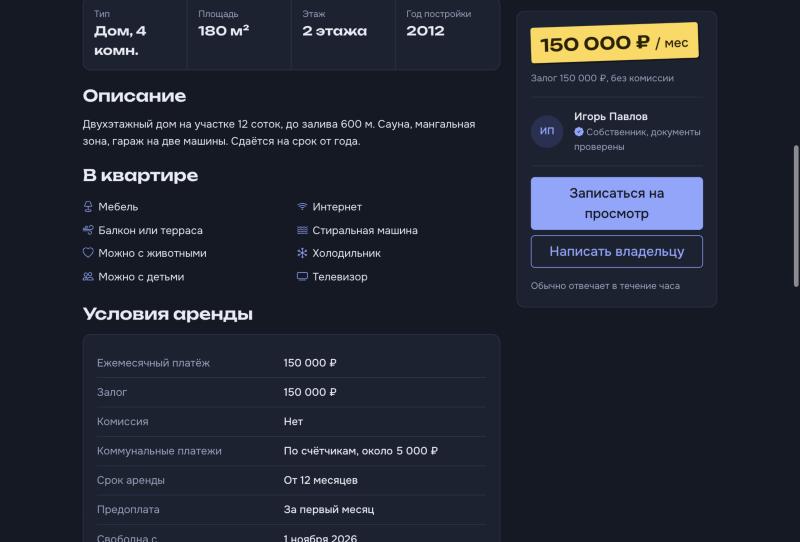 Тип
Дом, 4
комн.
Площадь
180 м²
Этаж
2 этажа
Год постройки
2012
Описание
Двухэтажный дом на участке 12 соток, до залива 600 м. Сауна, мангальная
зона, гараж на две машины. Сдаётся на срок от года.
В квартире
Мебель
Интернет
Балкон или терраса
Стиральная машина
Можно с животными
Холодильник
Можно с детьми
Телевизор
Условия аренды
Ежемесячный платёж
150 000 ₽
Залог
150 000 ₽
Комиссия
Нет
Коммунальные платежи
По счётчикам, около 5 000 ₽
Срок аренды
От 12 месяцев
Предоплата
За первый месяц
Свободна с
1 ноября 2026
150 000 ₽ / мес
Залог 150 000 ₽, без комиссии
ИП
Игорь Павлов
Собственник, документы
проверены
Записаться на
просмотр
Написать владельцу
Обычно отвечает в течение часа